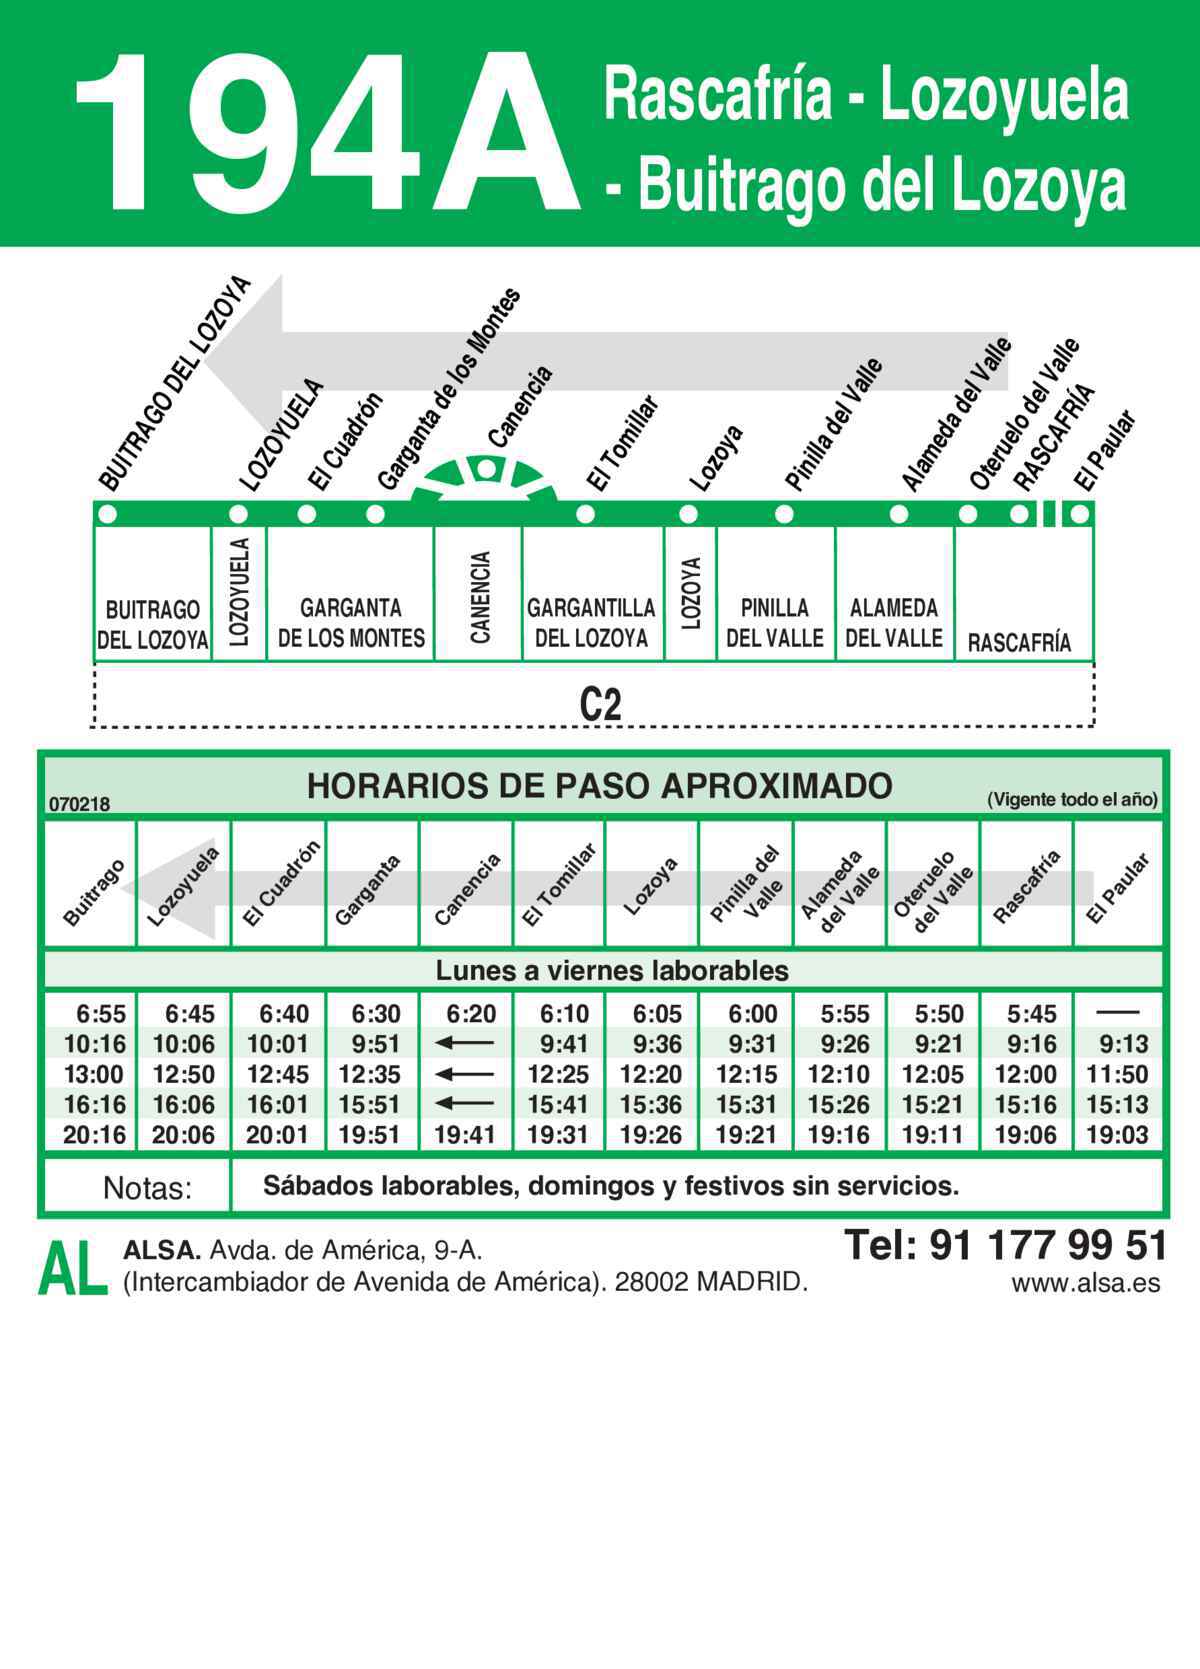 194A
Rascafría - Lozoyuela
- Buitrago del Lozoya
BUITRAGO DEL LOZOYA
LOZOYUELA
El Cuadrón
Garganta de los Montes
Canencia
El Tomillar
Lozoya
Pinilla del Valle
Alameda del Valle
Oteruelo del Valle
RASCAFRÍA
El Paular
BUITRAGO
DEL LOZOYA
LOZOYUELA
GARGANTA
DE LOS MONTES
CANENCIA
GARGANTILLA
DEL LOZOYA
LOZOYA
PINILLA
DEL VALLE
ALAMEDA
DEL VALLE
RASCAFRÍA
C2
HORARIOS DE PASO APROXIMADO
070218
(Vigente todo el año)
Buitrago
Lozoyuela
El Cuadrón
Garganta
Canencia
El Tomillar
Lozoya
Pinilla del
Valle
Alameda
del Valle
Oteruelo
del Valle
Rascafría
El Paular
Lunes a viernes laborables
6:55 6:45 6:40 6:30 6:20 6:10 6:05 6:00 5:55 5:50 5:45 —
10:16 10:06 10:01 9:51 ← 9:41 9:36 9:31 9:26 9:21 9:16 9:13
13:00 12:50 12:45 12:35 ← 12:25 12:20 12:15 12:10 12:05 12:00 11:50
16:16 16:06 16:01 15:51 ← 15:41 15:36 15:31 15:26 15:21 15:16 15:13
20:16 20:06 20:01 19:51 19:41 19:31 19:26 19:21 19:16 19:11 19:06 19:03
Notas: Sábados laborables, domingos y festivos sin servicios.
AL
ALSA. Avda. de América, 9-A.
(Intercambiador de Avenida de América). 28002 MADRID.
Tel: 91 177 99 51
www.alsa.es